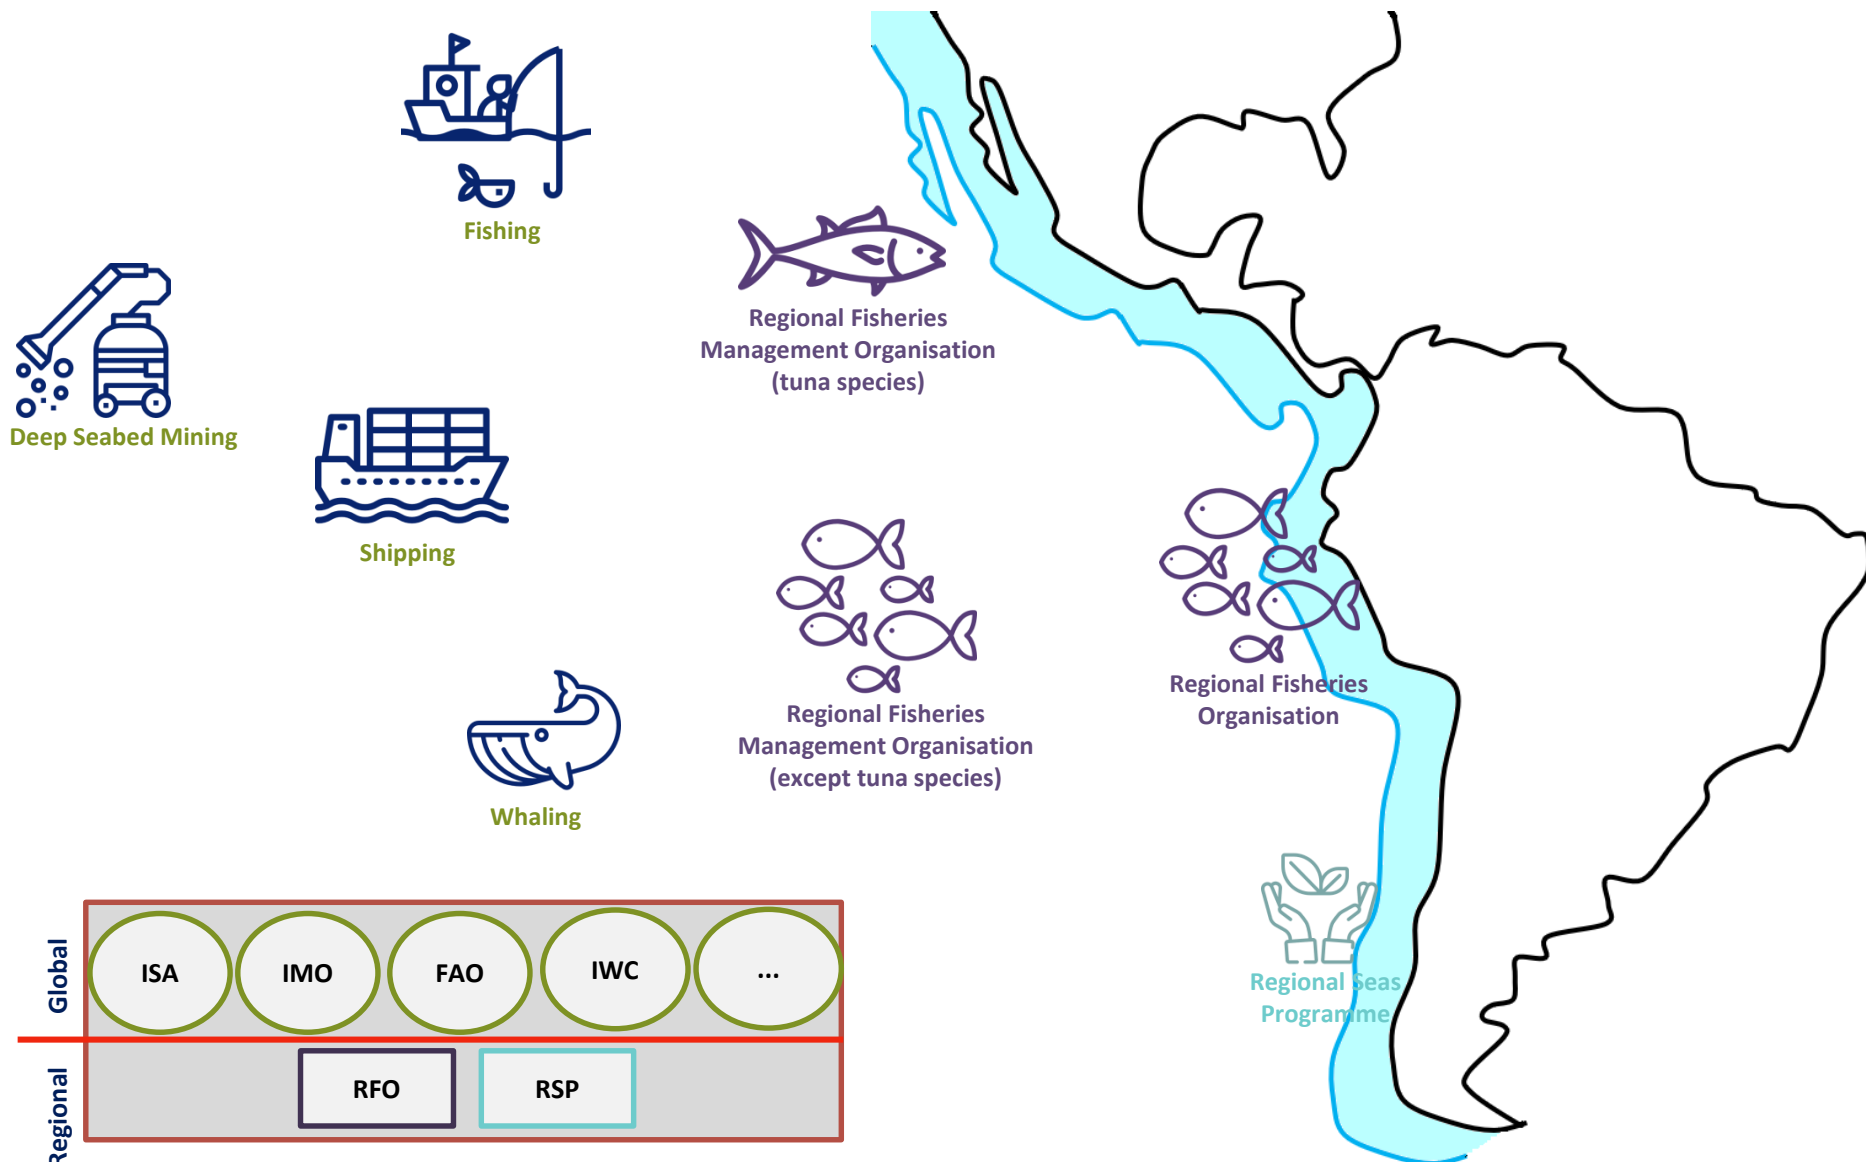 Fishing
Deep Seabed Mining
Shipping
Whaling
Regional Fisheries
Management Organisation
(tuna species)
Regional Fisheries
Management Organisation
(except tuna species)
Regional Fisheries
Organisation
Regional Seas
Programme
Global
ISA
IMO
FAO
IWC
...
Regional
RFO
RSP